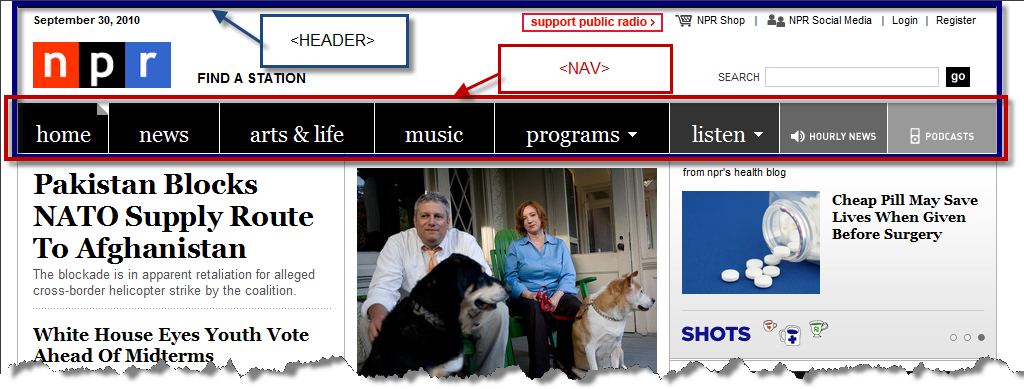 September 30, 2010
<HEADER>
support public radio ›
NPR Shop | NPR Social Media | Login | Register
n p r
FIND A STATION
<NAV>
SEARCH
go
home news arts & life music programs listen HOURLY NEWS PODCASTS
Pakistan Blocks
NATO Supply Route
To Afghanistan
The blockade is in apparent retaliation for alleged
cross-border helicopter strike by the coalition.
White House Eyes Youth Vote
Ahead Of Midterms
from npr's health blog
Cheap Pill May Save
Lives When Given
Before Surgery
SHOTS